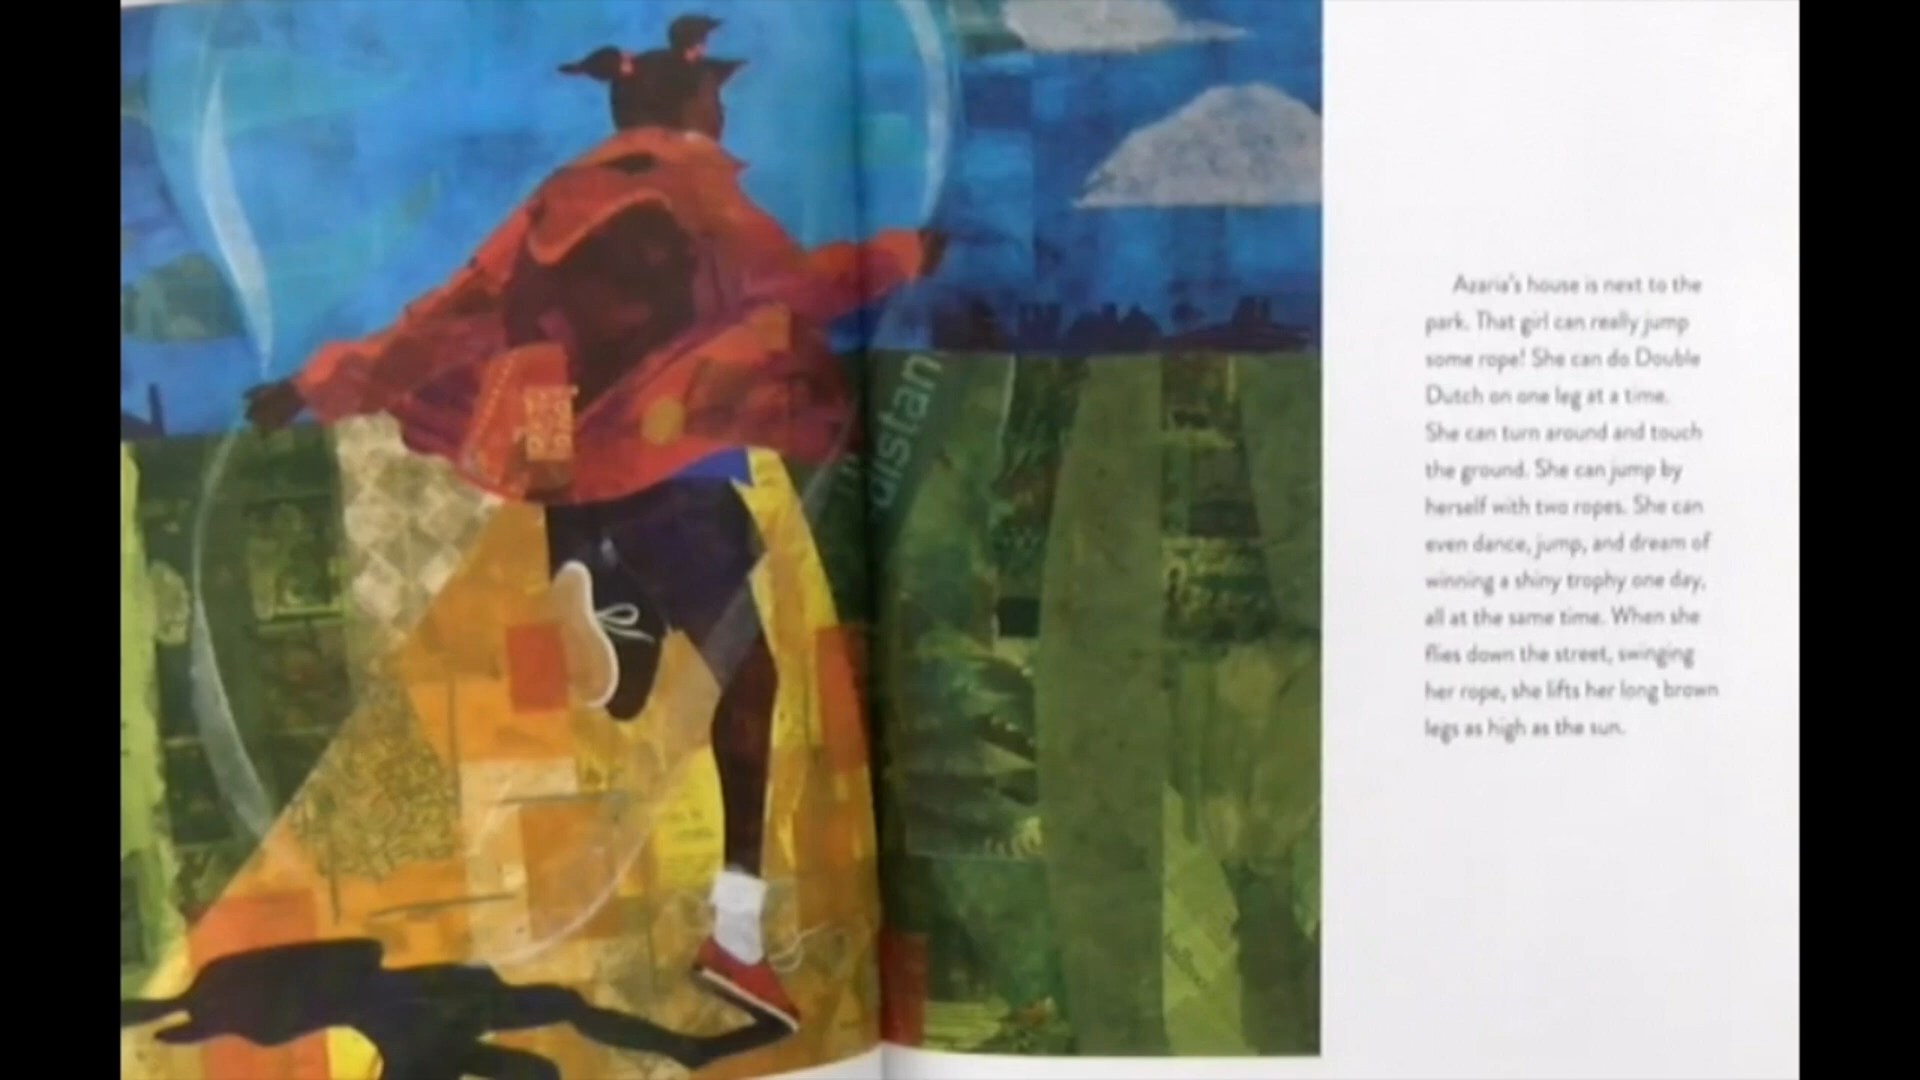 Azaria's house is next to the
park. That girl can really jump
some rope! She can do Double
Dutch on one leg at a time.
She can turn around and touch
the ground. She can jump by
herself with two ropes. She can
even dance, jump, and dream of
winning a shiny trophy one day,
all at the same time. When she
flies down the street, swinging
her rope, she lifts her long brown
legs as high as the sun.
distan